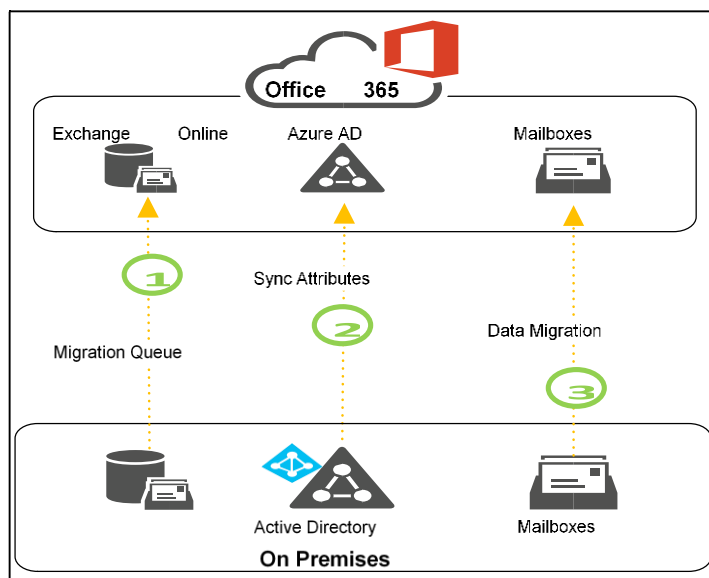 Office 365
Exchange Online Azure AD Mailboxes
1
Sync Attributes
2
Data Migration
Migration Queue
3
Active Directory Mailboxes
On Premises